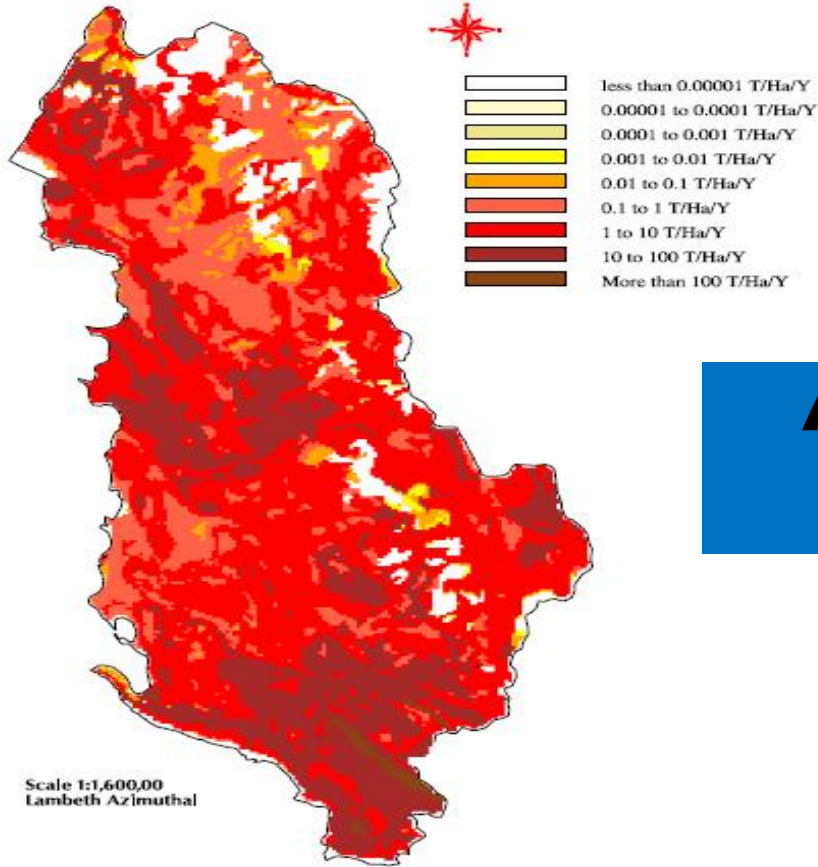 less than 0.00001 T/Ha/Y
0.00001 to 0.0001 T/Ha/Y
0.0001 to 0.001 T/Ha/Y
0.001 to 0.01 T/Ha/Y
0.01 to 0.1 T/Ha/Y
0.1 to 1 T/Ha/Y
1 to 10 T/Ha/Y
10 to 100 T/Ha/Y
More than 100 T/Ha/Y
Scale 1:1,600,00
Lambeth Azimuthal